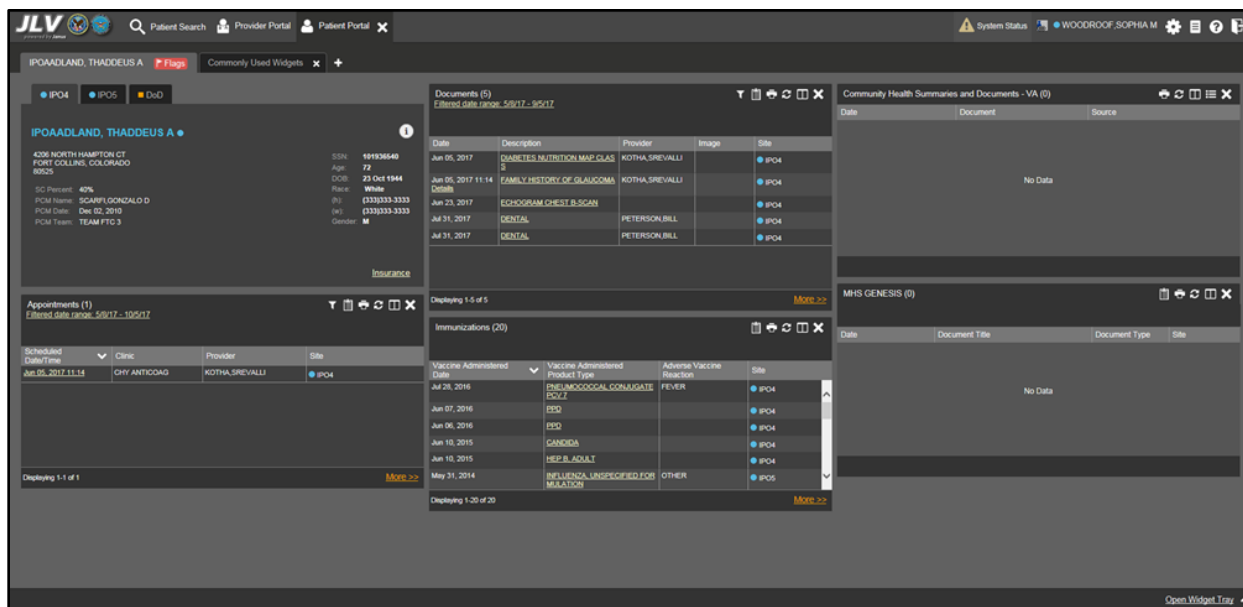 JLV Patient Search Provider Portal Patient Portal System Status WOODROOF,SOPHIA M
powered by Janus
IPOAADLAND, THADDEUS A Flags Commonly Used Widgets
IPO4 IPO5 DoD
IPOAADLAND, THADDEUS A
4206 NORTH HAMPTON CT
FORT COLLINS, COLORADO
80525
SC Percent: 40%
PCM Name: SCARFI,GONZALO D
PCM Date: Dec 02, 2010
PCM Team: TEAM FTC 3
SSN: 101936540
Age: 72
DOB: 23 Oct 1944
Race: White
(h): (333)333-3333
(w): (333)333-3333
Gender: M
Insurance
Appointments (1)
Filtered date range: 5/8/17 - 10/5/17
Scheduled Date/Time Clinic Provider Site
Jun 05, 2017 11:14 CHY ANTICOAG KOTHA,SREVALLI IPO4
Displaying 1-1 of 1 More >>
Documents (5)
Filtered date range: 5/8/17 - 9/5/17
Date Description Provider Image Site
Jun 05, 2017 DIABETES NUTRITION MAP CLAS KOTHA,SREVALLI IPO4
S
Jun 05, 2017 11:14 FAMILY HISTORY OF GLAUCOMA KOTHA,SREVALLI IPO4
Details
Jun 23, 2017 ECHOGRAM CHEST B-SCAN IPO4
Jul 31, 2017 DENTAL PETERSON,BILL IPO4
Jul 31, 2017 DENTAL PETERSON,BILL IPO4
Displaying 1-5 of 5 More >>
Immunizations (20)
Vaccine Administered Date Vaccine Administered Product Type Adverse Vaccine Reaction Site
Jul 28, 2016 PNEUMOCOCCAL CONJUGATE FEVER IPO4
PCV 7
Jun 07, 2016 PPD IPO4
Jun 06, 2016 PPD IPO4
Jun 10, 2015 CANDIDA IPO4
Jun 10, 2015 HEP B, ADULT IPO4
May 31, 2014 INFLUENZA, UNSPECIFIED FOR OTHER IPO5
MULATION
Displaying 1-20 of 20 More >>
Community Health Summaries and Documents - VA (0)
Date Document Source
No Data
MHS GENESIS (0)
Date Document Title Document Type Site
No Data
Open Widget Tray